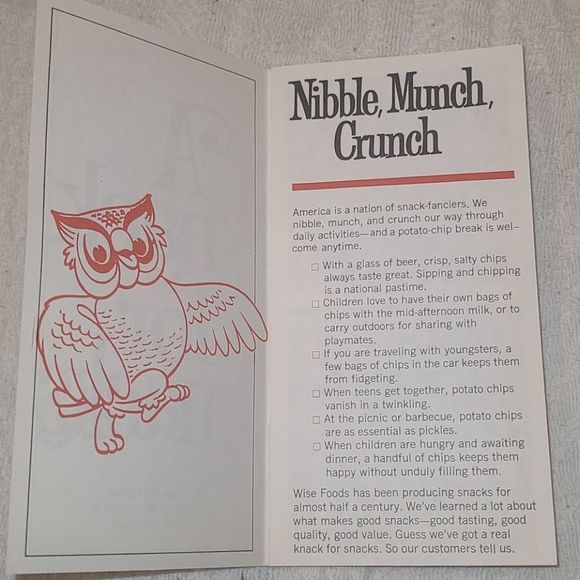 Nibble, Munch,
Crunch
America is a nation of snack-fanciers. We
nibble, munch, and crunch our way through
daily activities—and a potato-chip break is wel-
come anytime.
□ With a glass of beer, crisp, salty chips
always taste great. Sipping and chipping
is a national pastime.
□ Children love to have their own bags of
chips with the mid-afternoon milk, or to
carry outdoors for sharing with
playmates.
□ If you are traveling with youngsters, a
few bags of chips in the car keeps them
from fidgeting.
□ When teens get together, potato chips
vanish in a twinkling.
□ At the picnic or barbecue, potato chips
are as essential as pickles.
□ When children are hungry and awaiting
dinner, a handful of chips keeps them
happy without unduly filling them.
Wise Foods has been producing snacks for
almost half a century. We've learned a lot about
what makes good snacks—good tasting, good
quality, good value. Guess we've got a real
knack for snacks. So our customers tell us.